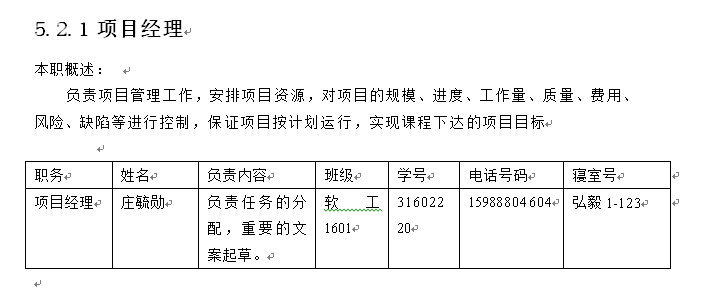 5.2.1 项目经理
本职概述：
负责项目管理工作，安排项目资源，对项目的规模、进度、工作量、质量、费用、
风险、缺陷等进行控制，保证项目按计划运行，实现课程下达的项目目标
职务 姓名 负责内容 班级 学号 电话号码 寝室号
项目经理 庄毓勋 负责任务的分 软 工 316022 15988804604 弘毅 1-123
配，重要的文 1601 20
案起草。